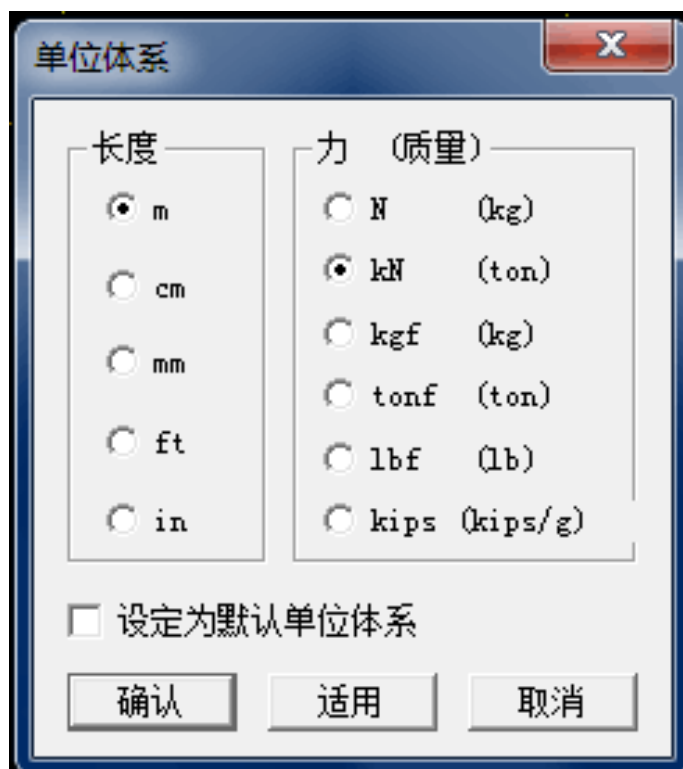 单位体系
长度
m
cm
mm
ft
in
力 (质量)
N (kg)
kN (ton)
kgf (kg)
tonf (ton)
lbf (lb)
kips (kips/g)
设定为默认单位体系
确认 适用 取消